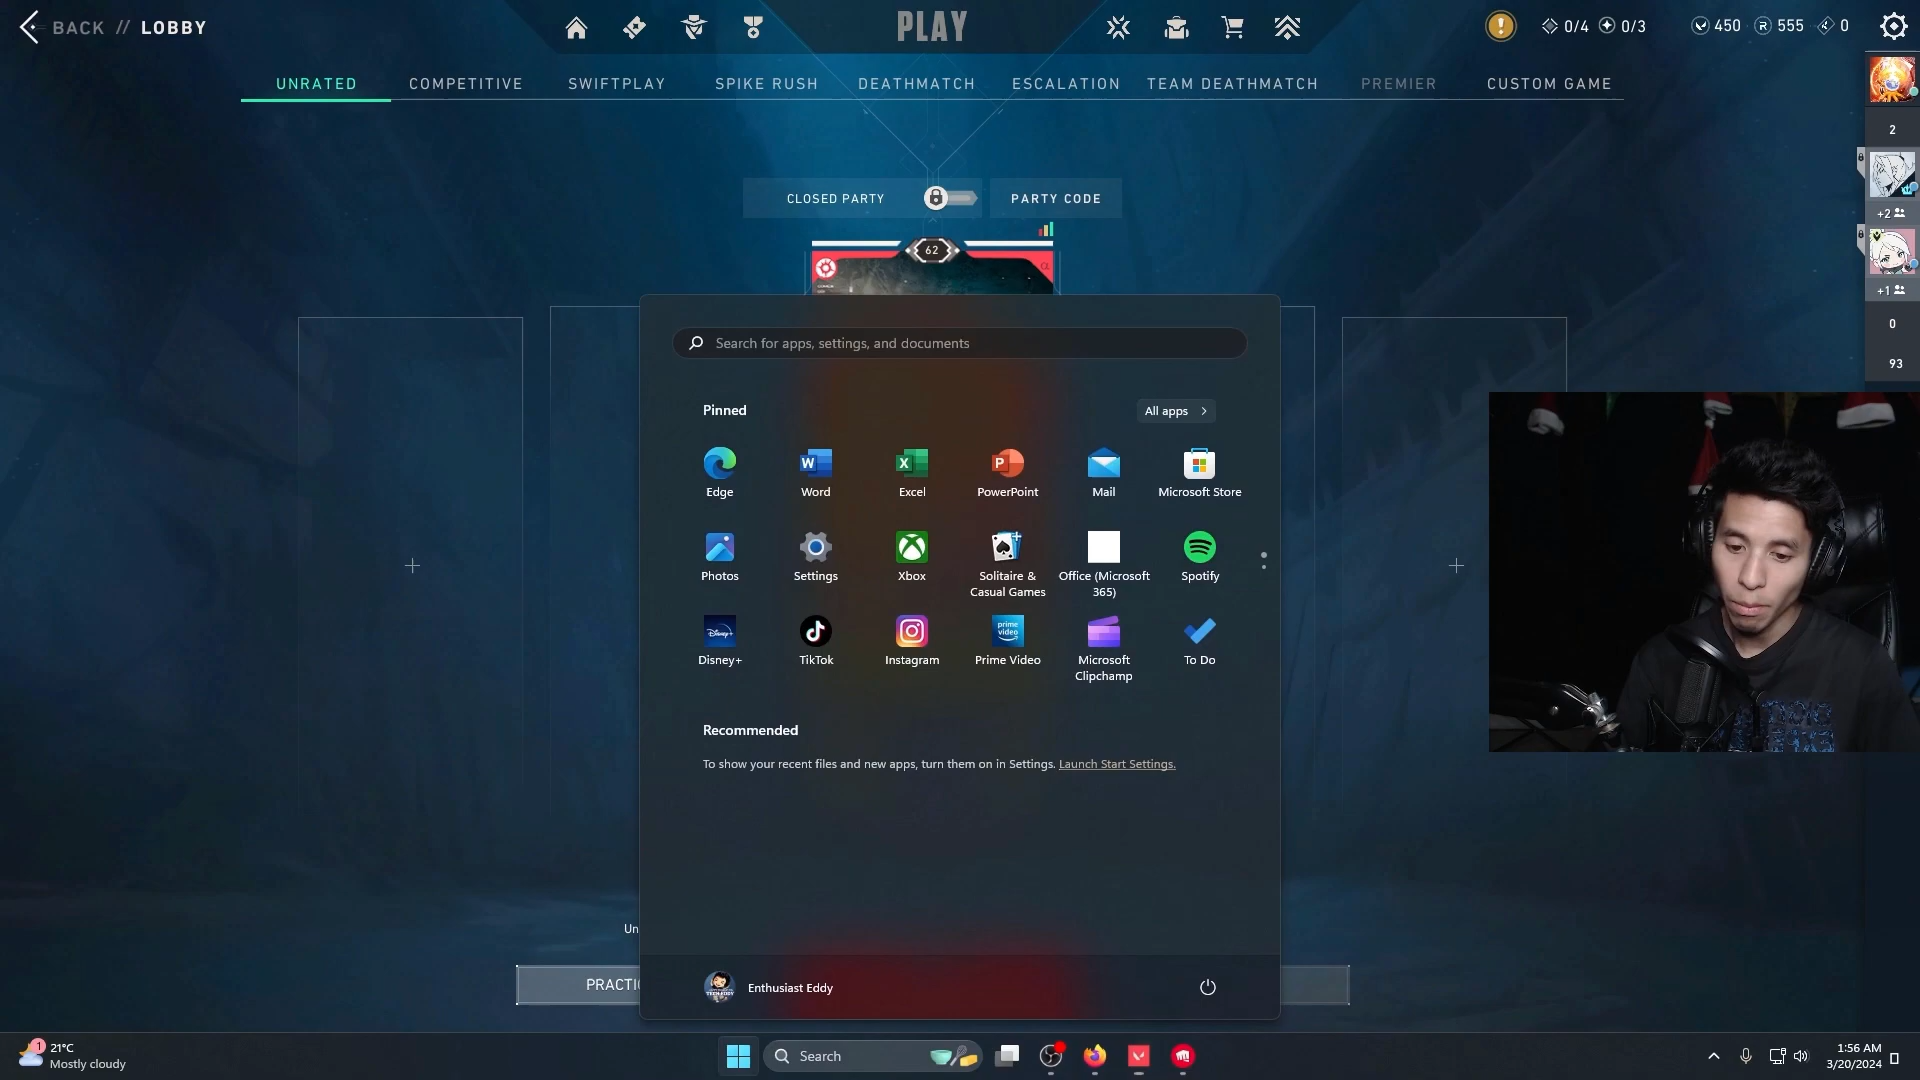 BACK // LOBBY
PLAY
0/4 0/3
450 555 0
UNRATED COMPETITIVE SWIFTPLAY SPIKE RUSH DEATHMATCH ESCALATION TEAM DEATHMATCH PREMIER CUSTOM GAME
2
CLOSED PARTY
PARTY CODE
+2
62
+1
0
93
Search for apps, settings, and documents
Pinned
All apps
Edge
Word
Excel
PowerPoint
Mail
Microsoft Store
Photos
Settings
Xbox
Solitaire &
Casual Games
Office (Microsoft
365)
Spotify
Disney+
TikTok
Instagram
prime
video
Prime Video
Microsoft
Clipchamp
To Do
Recommended
To show your recent files and new apps, turn them on in Settings. Launch Start Settings.
Un
PRACTI
Enthusiast Eddy
1
21°C
Mostly cloudy
Search
1:56 AM
3/20/2024